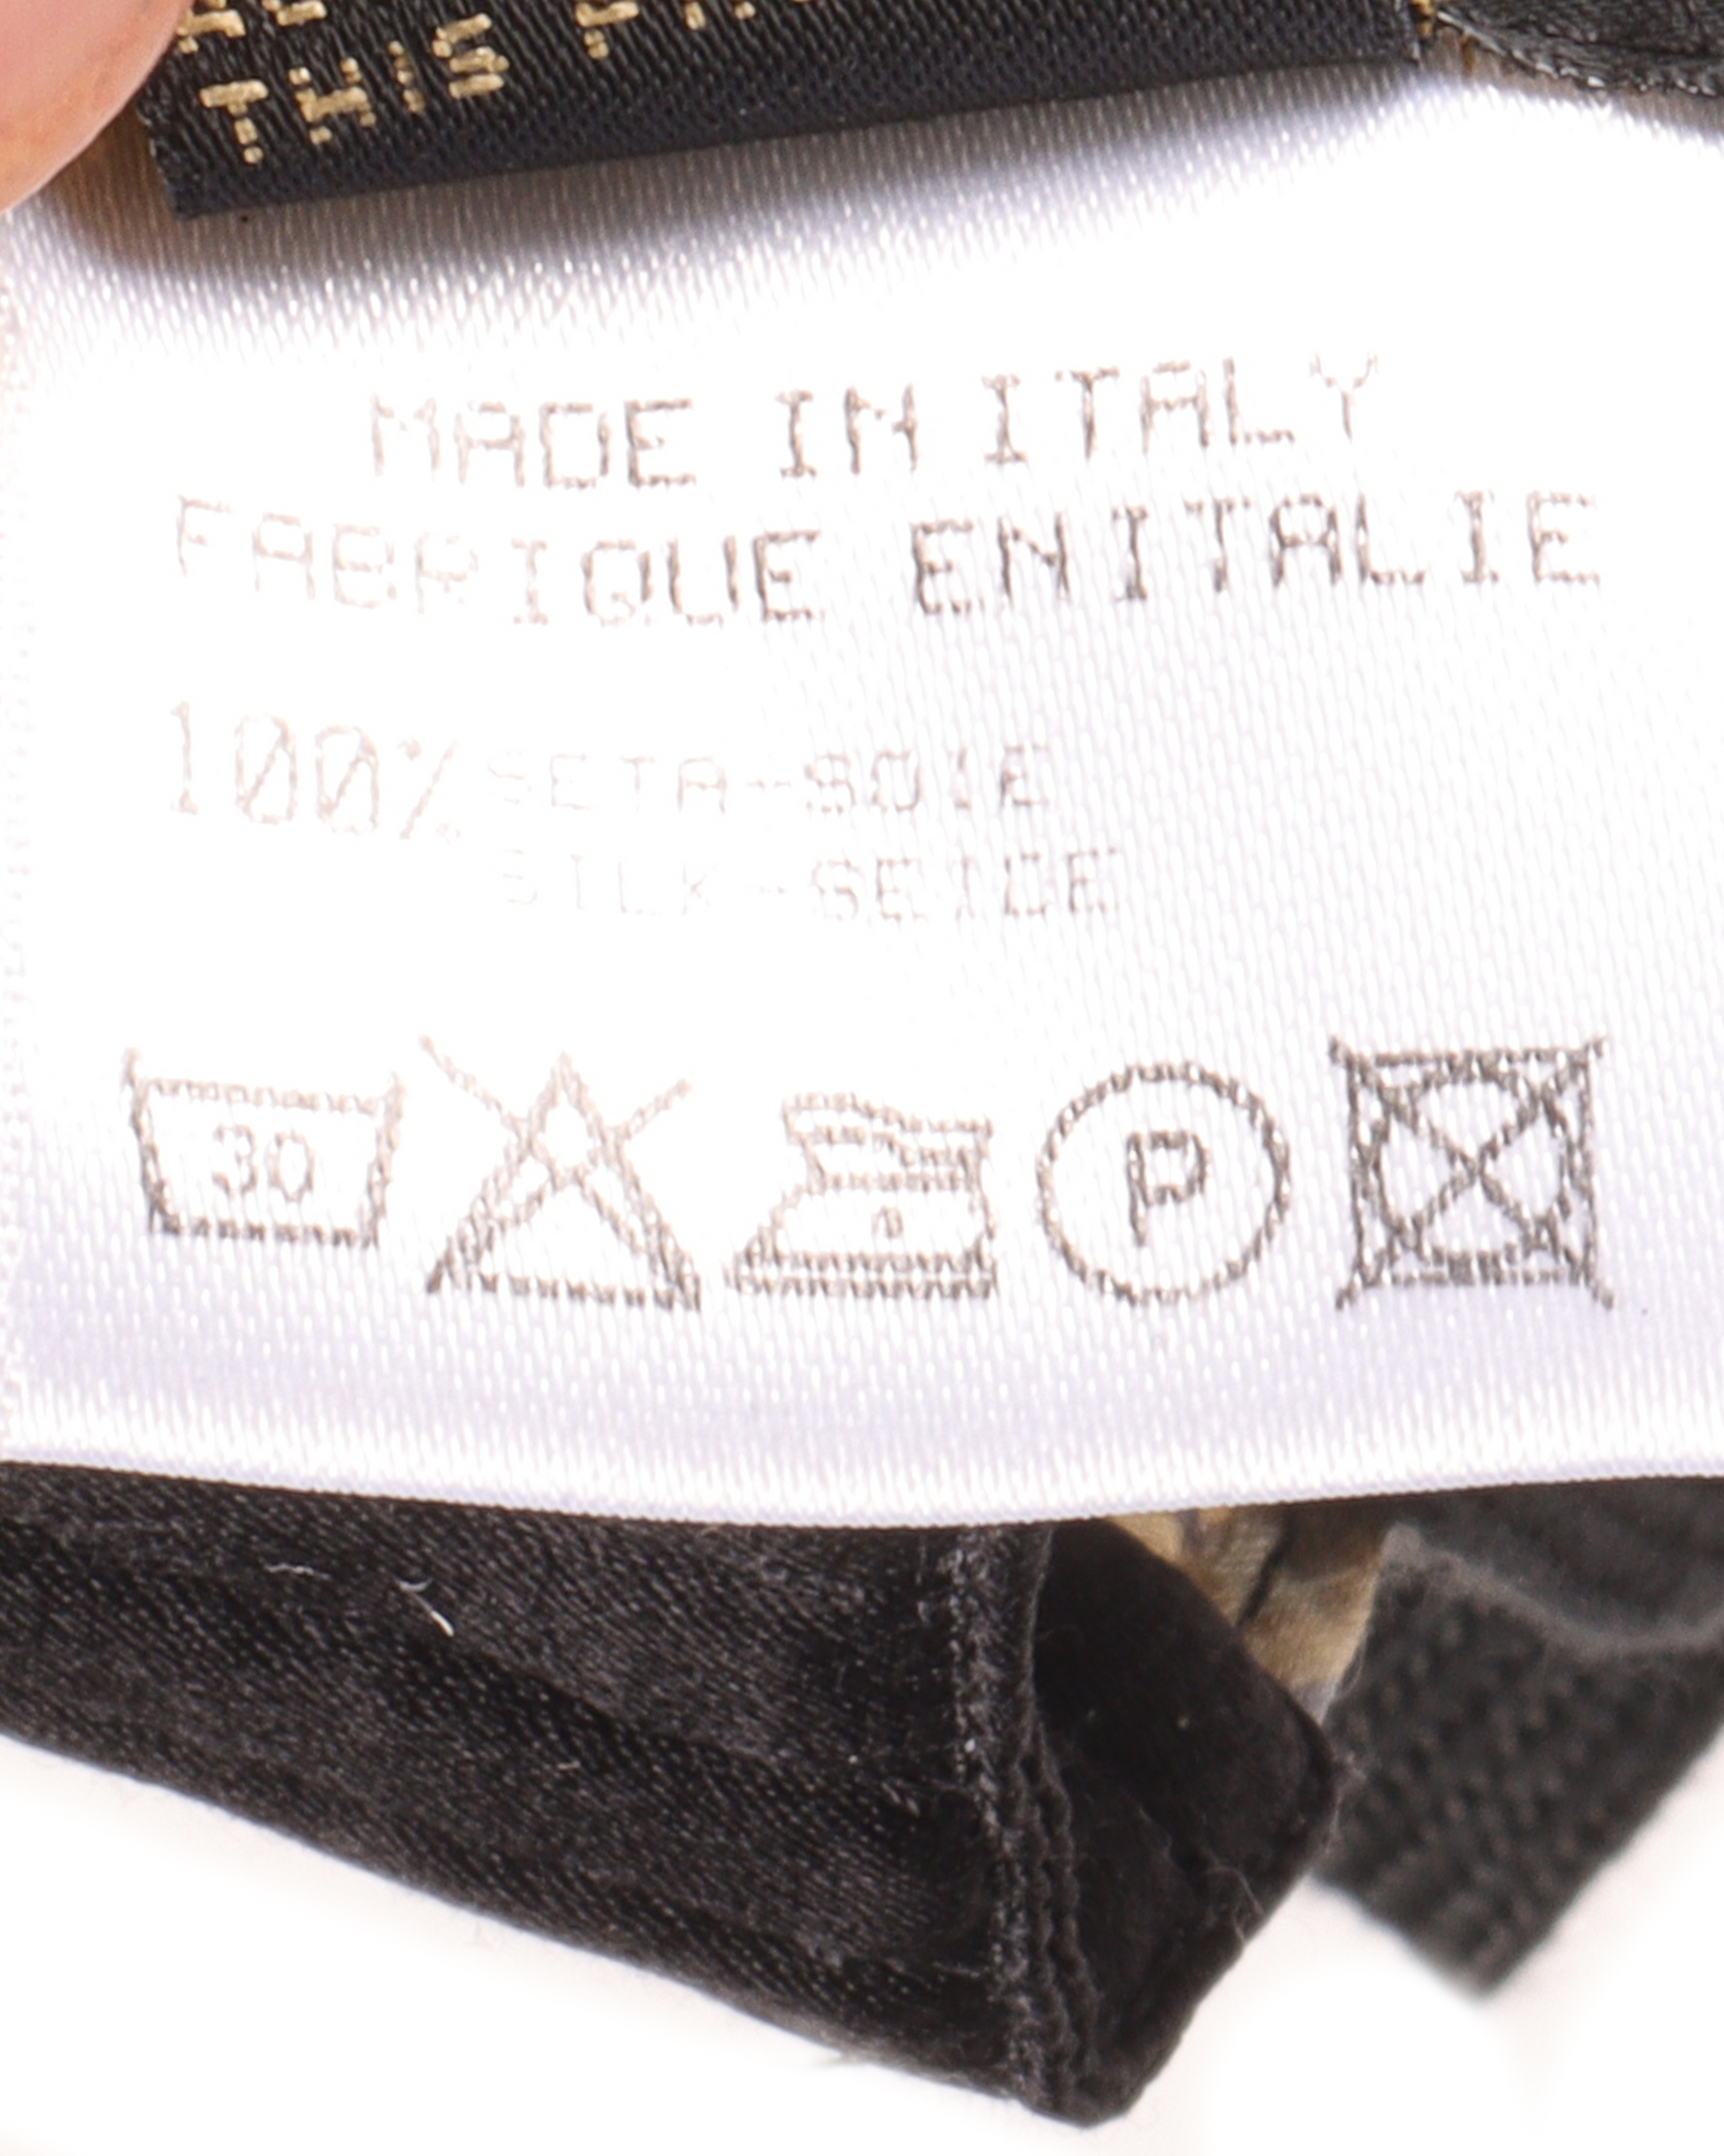 THIS
MADE IN ITALY
FABRIQUE EN ITALIE
100% SETA-SOIE
SILK-SEIDE
30
P